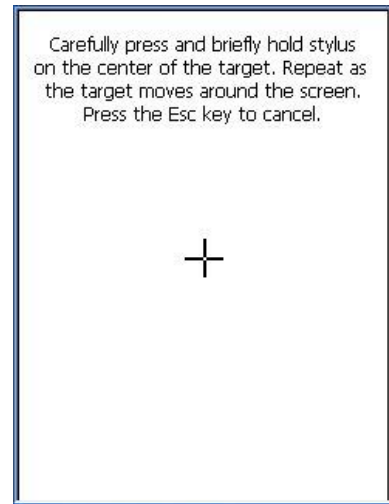 Carefully press and briefly hold stylus
on the center of the target. Repeat as
the target moves around the screen.
Press the Esc key to cancel.